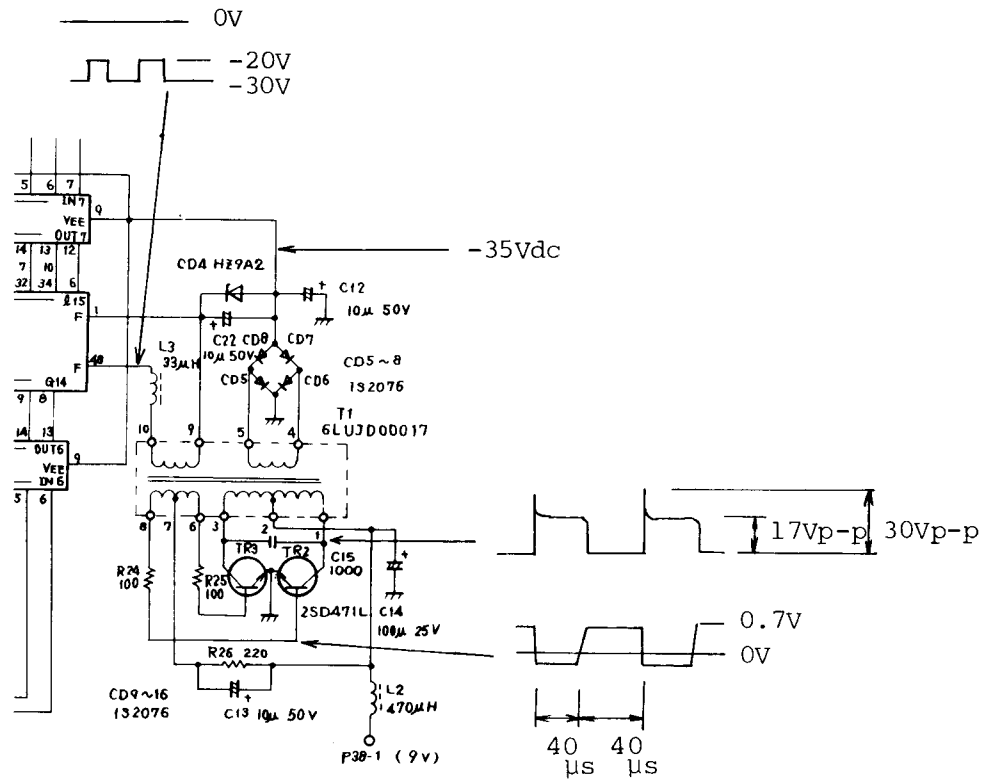 0V
-20V
-30V
5 6 7
IN7
VEE
9
OUT7
14 13 12
7 10
32 34 6
ℓ15
F 1
F 48
G14
9 8
14 13
OUT6
VEE
IN6
9
5 6
-35Vdc
CD4 HZ9A2
C12
10µ 50V
+
C22
10µ 50V
L3
33µH
CD8 CD7
CD5 CD6
CD5~8
1S2076
T1
6LUJD00017
10 9 5 4
8 7 6 3 2 1
TR3 TR2
C15
1000
R24
100
R25
100
2SD471L
C14
100µ 25V
R26 220
C13 10µ 50V
CD9~16
1S2076
L2
470µH
P38-1 (9V)
17Vp-p 30Vp-p
0.7V
0V
40 µs 40 µs